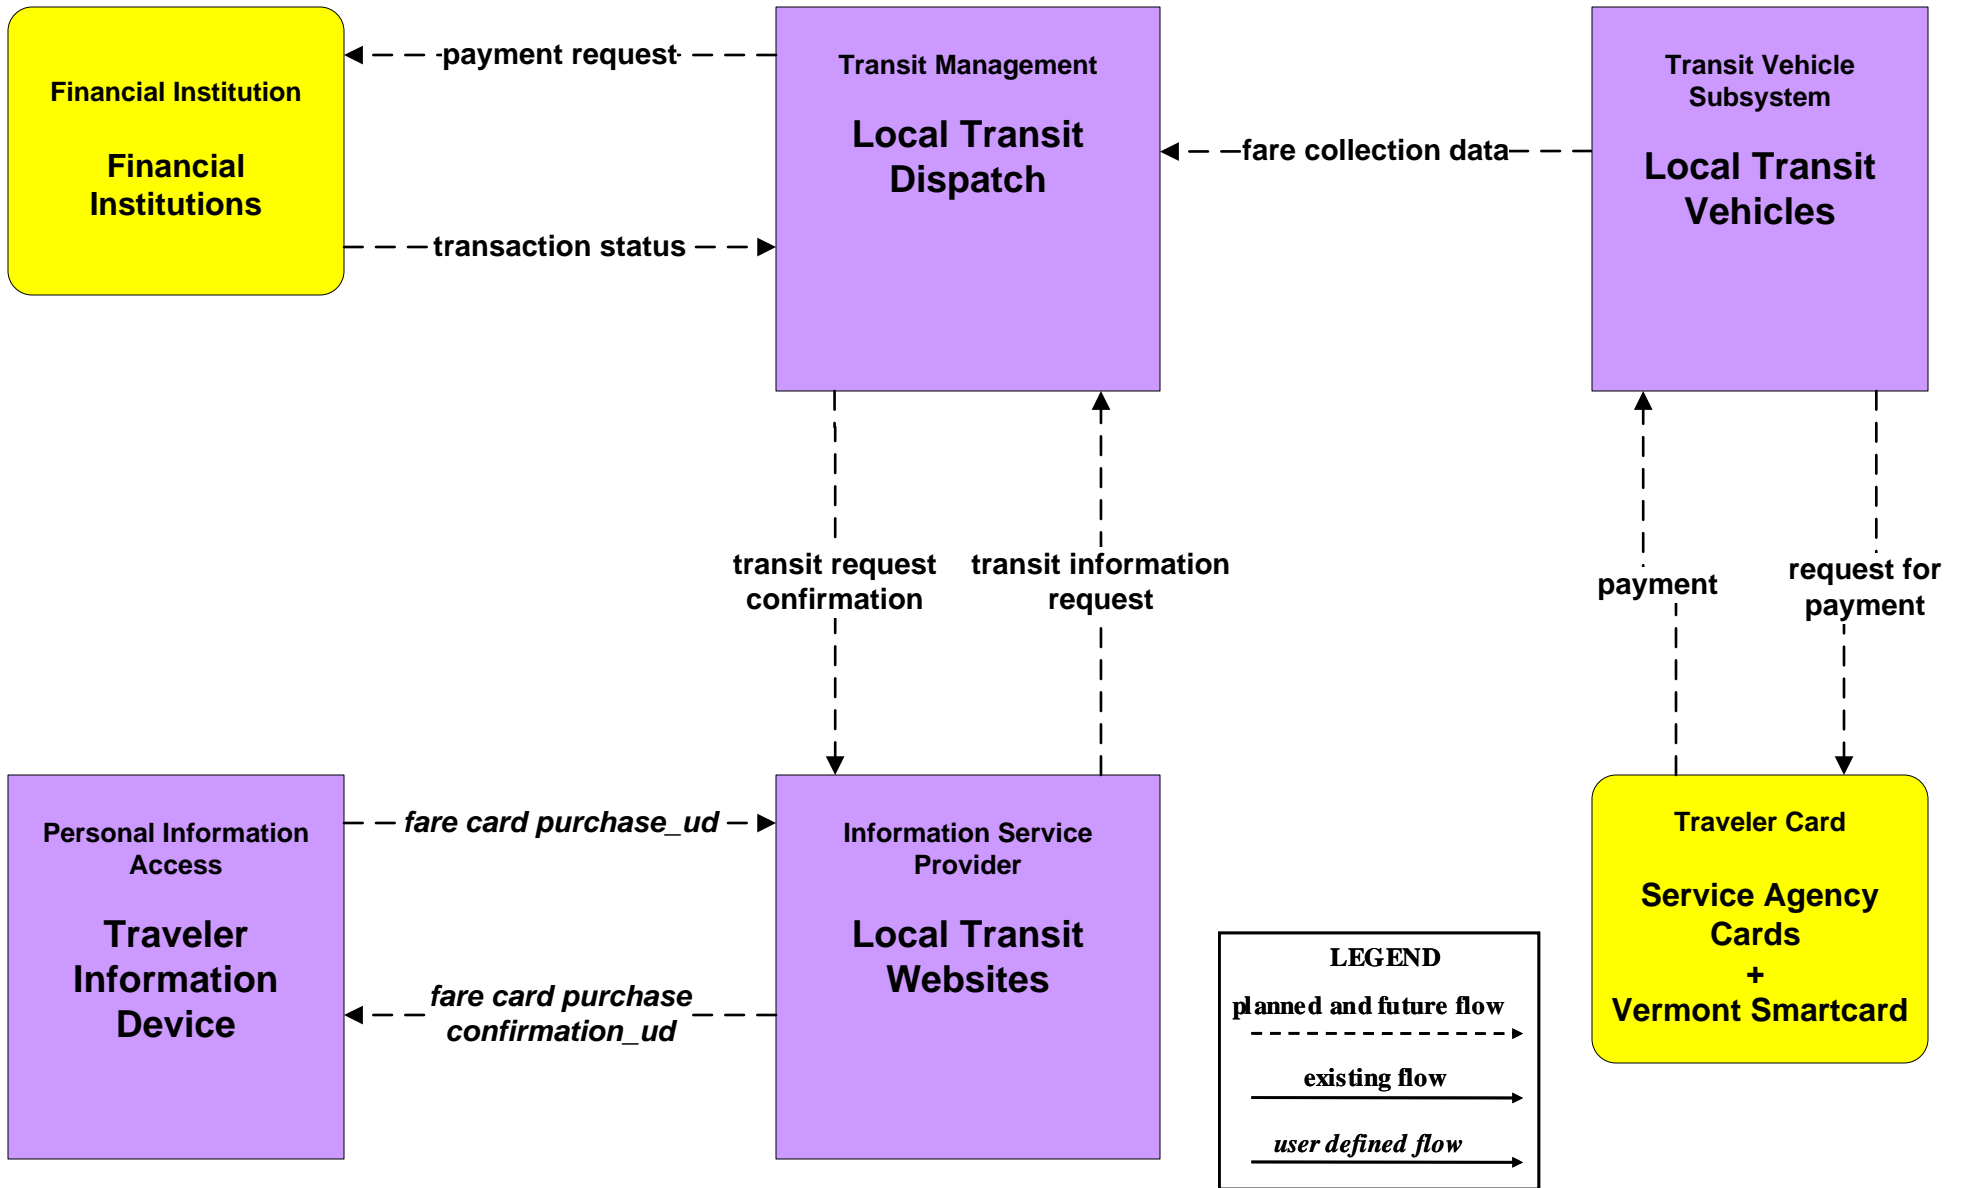 Financial Institution
Financial
Institutions
payment request
transaction status
Transit Management
Local Transit
Dispatch
fare collection data
Transit Vehicle
Subsystem
Local Transit
Vehicles
transit request
confirmation
transit information
request
payment
request for
payment
Personal Information
Access
Traveler
Information
Device
fare card purchase_ud
fare card purchase
confirmation_ud
Information Service
Provider
Local Transit
Websites
LEGEND
planned and future flow
existing flow
user defined flow
Traveler Card
Service Agency
Cards
+
Vermont Smartcard